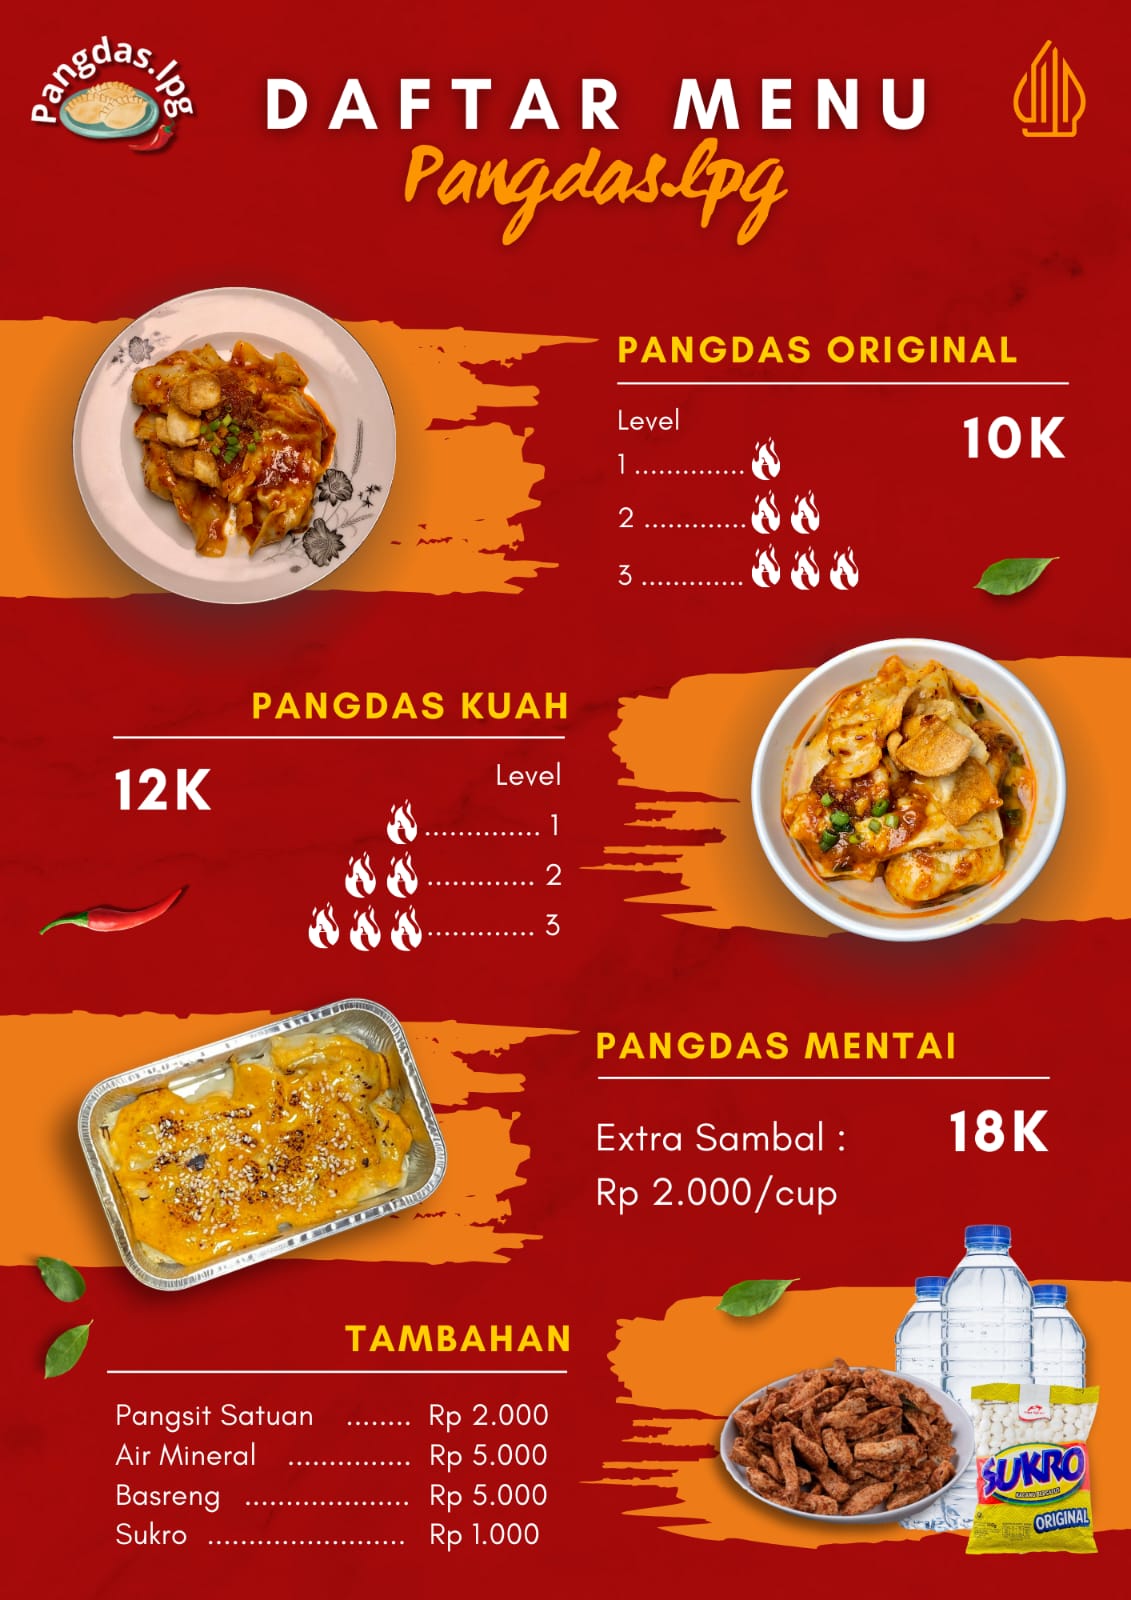 Pangdas.lpg
DAFTAR MENU
Pangdas.lpg
PANGDAS ORIGINAL
Level
10K
1 ..............
2 .............
3 .............
PANGDAS KUAH
12K
Level
.............. 1
............. 2
............. 3
PANGDAS MENTAI
Extra Sambal :
18K
Rp 2.000/cup
TAMBAHAN
Pangsit Satuan ........ Rp 2.000
Air Mineral ............... Rp 5.000
Basreng .................... Rp 5.000
Sukro ........................ Rp 1.000
SUKRO
ORIGINAL